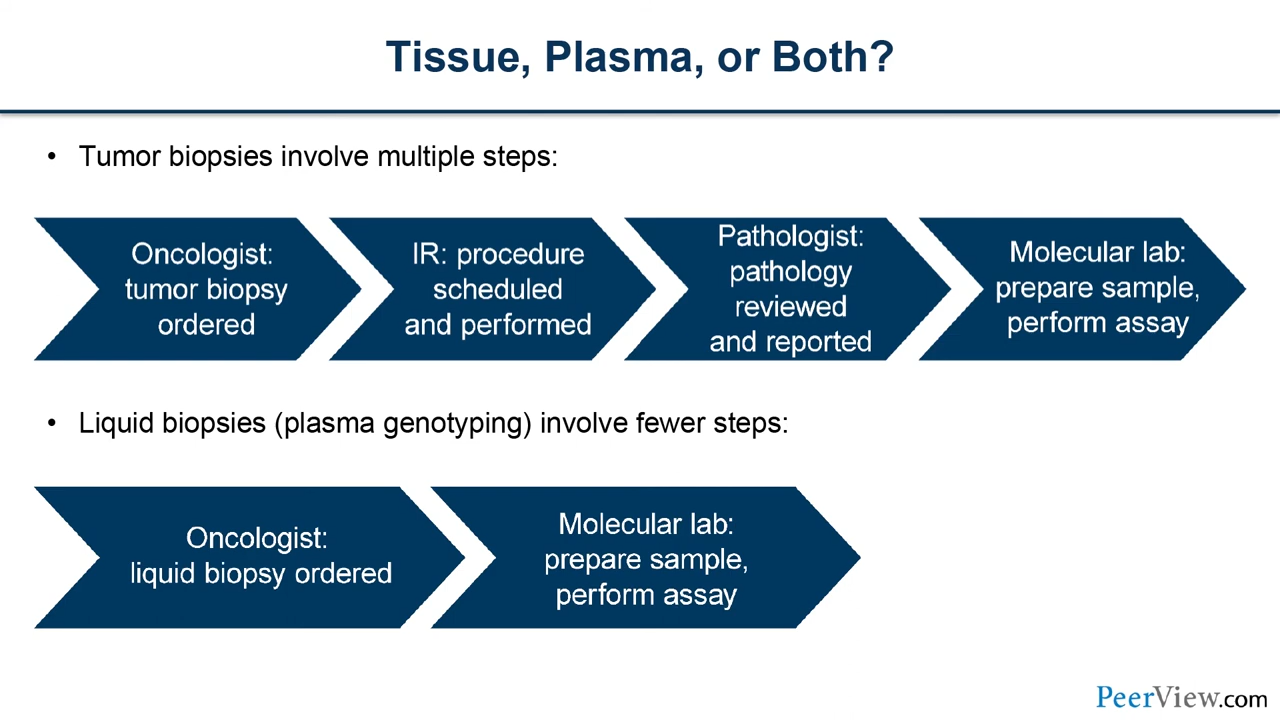 Tissue, Plasma, or Both?
• Tumor biopsies involve multiple steps:
Oncologist:
tumor biopsy
ordered
IR: procedure
scheduled
and performed
Pathologist:
pathology
reviewed
and reported
Molecular lab:
prepare sample,
perform assay
• Liquid biopsies (plasma genotyping) involve fewer steps:
Oncologist:
liquid biopsy ordered
Molecular lab:
prepare sample,
perform assay
PeerView.com